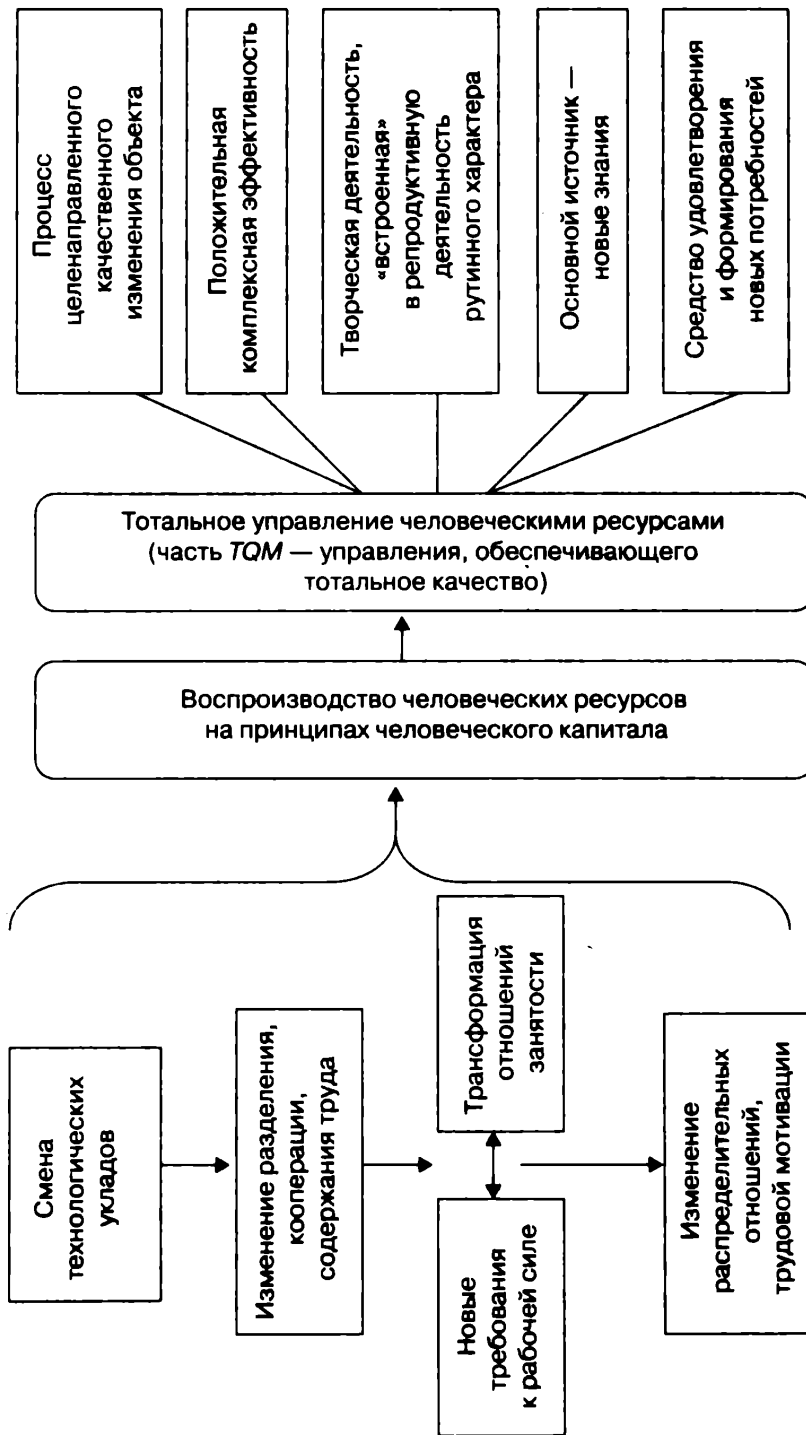 Смена
технологических
укладов
Изменение разделения,
кооперации,
содержания труда
Новые
требования
к рабочей силе
Трансформация
отношений
занятости
Изменение
распределительных
отношений,
трудовой мотивации
Воспроизводство человеческих ресурсов
на принципах человеческого капитала
Тотальное управление человеческими ресурсами
(часть TQM — управления, обеспечивающего
тотальное качество)
Процесс
целенаправленного
качественного
изменения объекта
Положительная
комплексная эффективность
Творческая деятельность,
«встроенная»
в репродуктивную
деятельность
рутинного характера
Основной источник —
новые знания
Средство удовлетворения
и формирования
новых потребностей